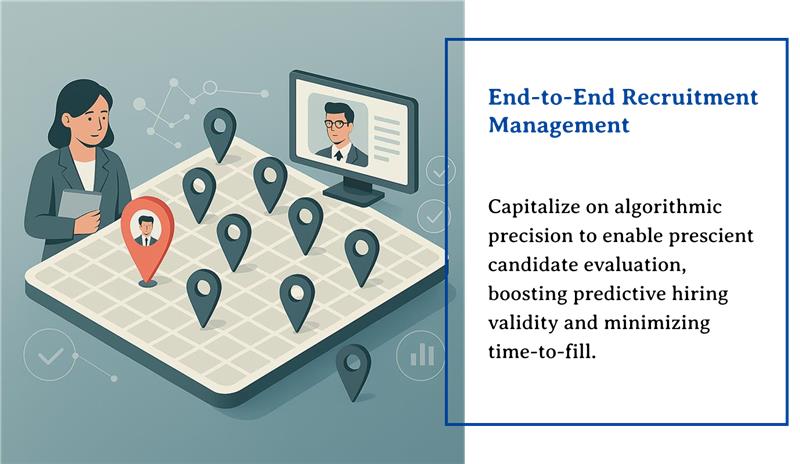 End-to-End Recruitment
Management
Capitalize on algorithmic
precision to enable prescient
candidate evaluation,
boosting predictive hiring
validity and minimizing
time-to-fill.